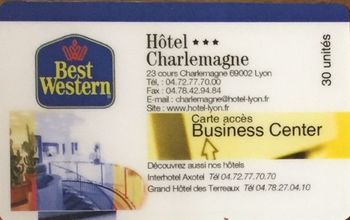 Best
Western
Hôtel ★★★
Charlemagne
23 cours Charlemagne 69002 Lyon
Tél. : 04.72.77.70.00
Fax : 04.78.42.94.84
E-mail : charlemagne@hotel-lyon.fr
Site : www.hotel-lyon.fr
30 unités
Carte accès
Business Center
Découvrez aussi nos hôtels
Interhotel Axotel Tél 04.72.77.70.70
Grand Hôtel des Terreaux Tél 04.78.27.04.10